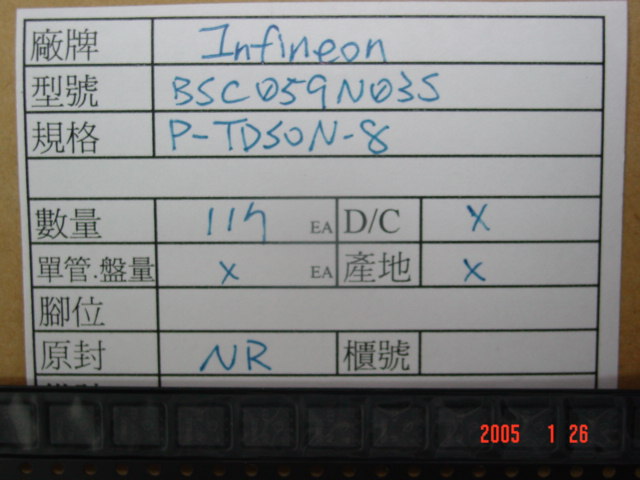 廠牌 Infineon
型號 BSC059N03S
規格 P-TDSON-8
數量 117 EA D/C X
單管.盤量 X EA 產地 X
腳位
原封 NR 櫃號
2005 1 26